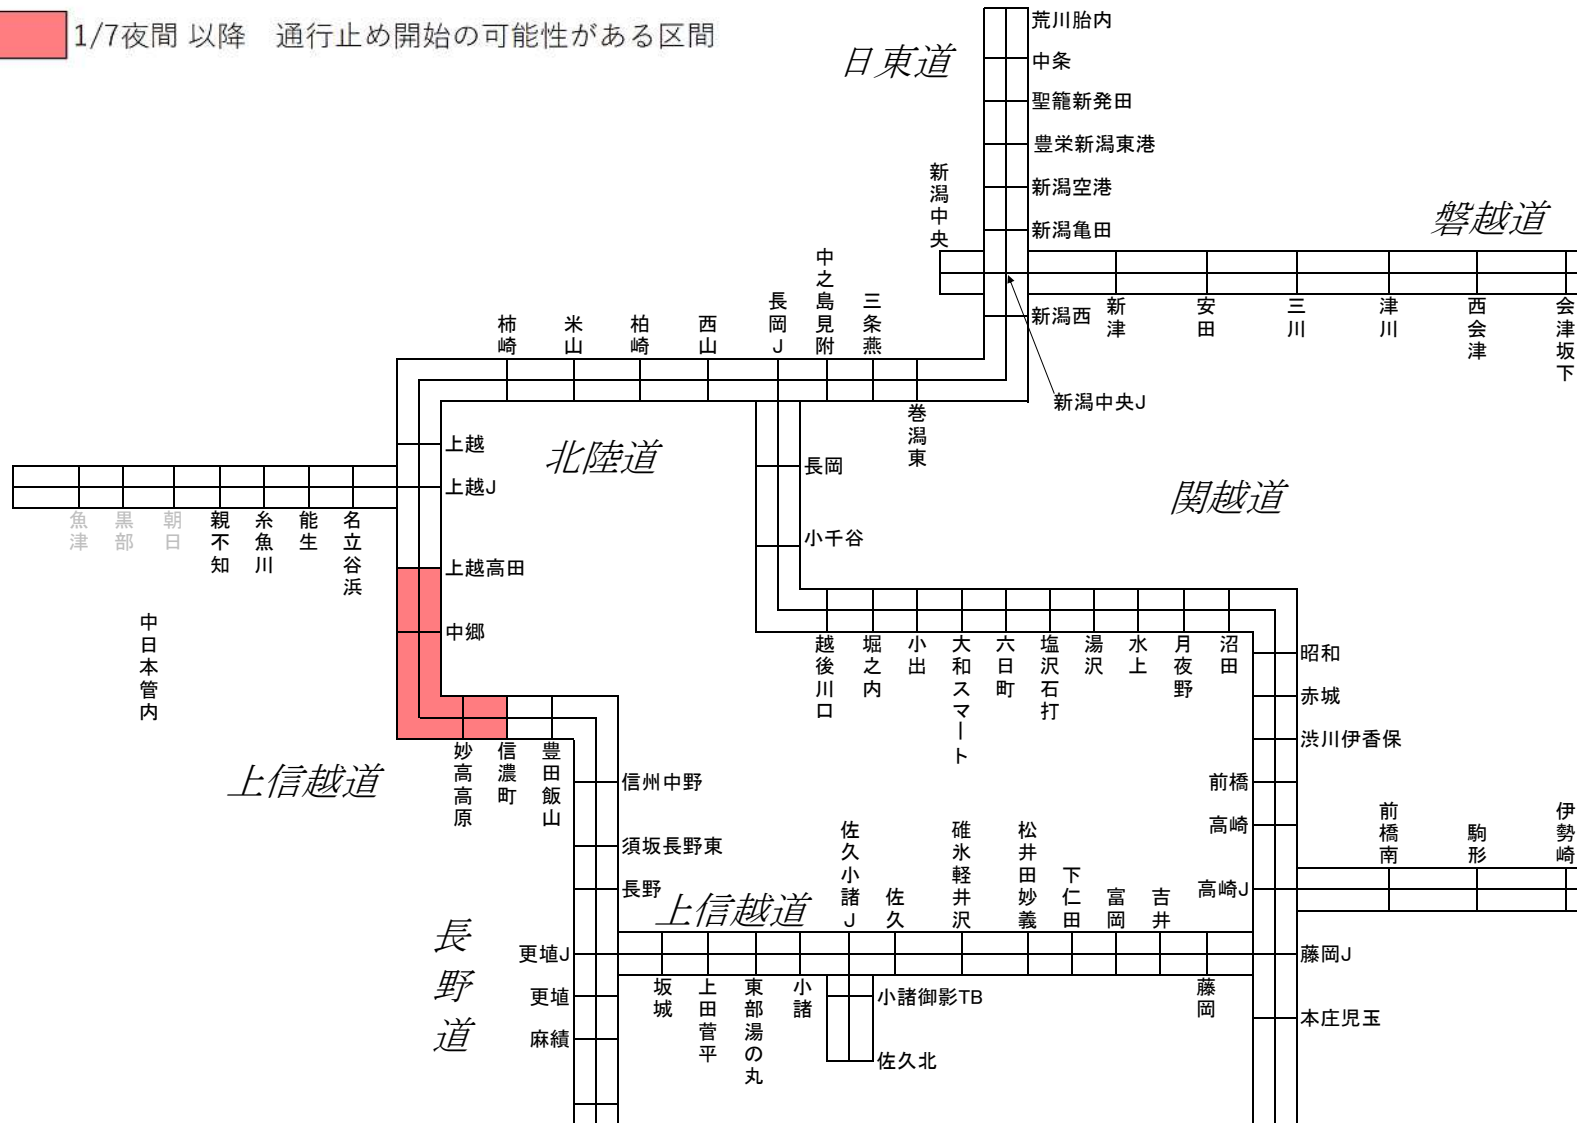 1/7夜間 以降　通行止め開始の可能性がある区間
日東道
荒川胎内
中条
聖籠新発田
豊栄新潟東港
新潟空港
新潟亀田
新潟中央
新潟西
新潟中央J
磐越道
新津
安田
三川
津川
西会津
会津坂下
柿崎
米山
柏崎
西山
長岡J
中之島見附
三条燕
巻潟東
北陸道
上越
上越J
上越高田
中郷
魚津
黒部
朝日
親不知
糸魚川
能生
名立谷浜
中日本管内
長岡
小千谷
関越道
越後川口
堀之内
小出
大和スマート
六日町
塩沢石打
湯沢
水上
月夜野
沼田
昭和
赤城
渋川伊香保
前橋
高崎
高崎J
前橋南
駒形
伊勢崎
上信越道
妙高高原
信濃町
豊田飯山
信州中野
須坂長野東
長野
上信越道
長野道
更埴J
更埴
麻績
坂城
上田菅平
東部湯の丸
小諸
佐久小諸J
佐久
碓氷軽井沢
松井田妙義
下仁田
富岡
吉井
藤岡
藤岡J
本庄児玉
小諸御影TB
佐久北